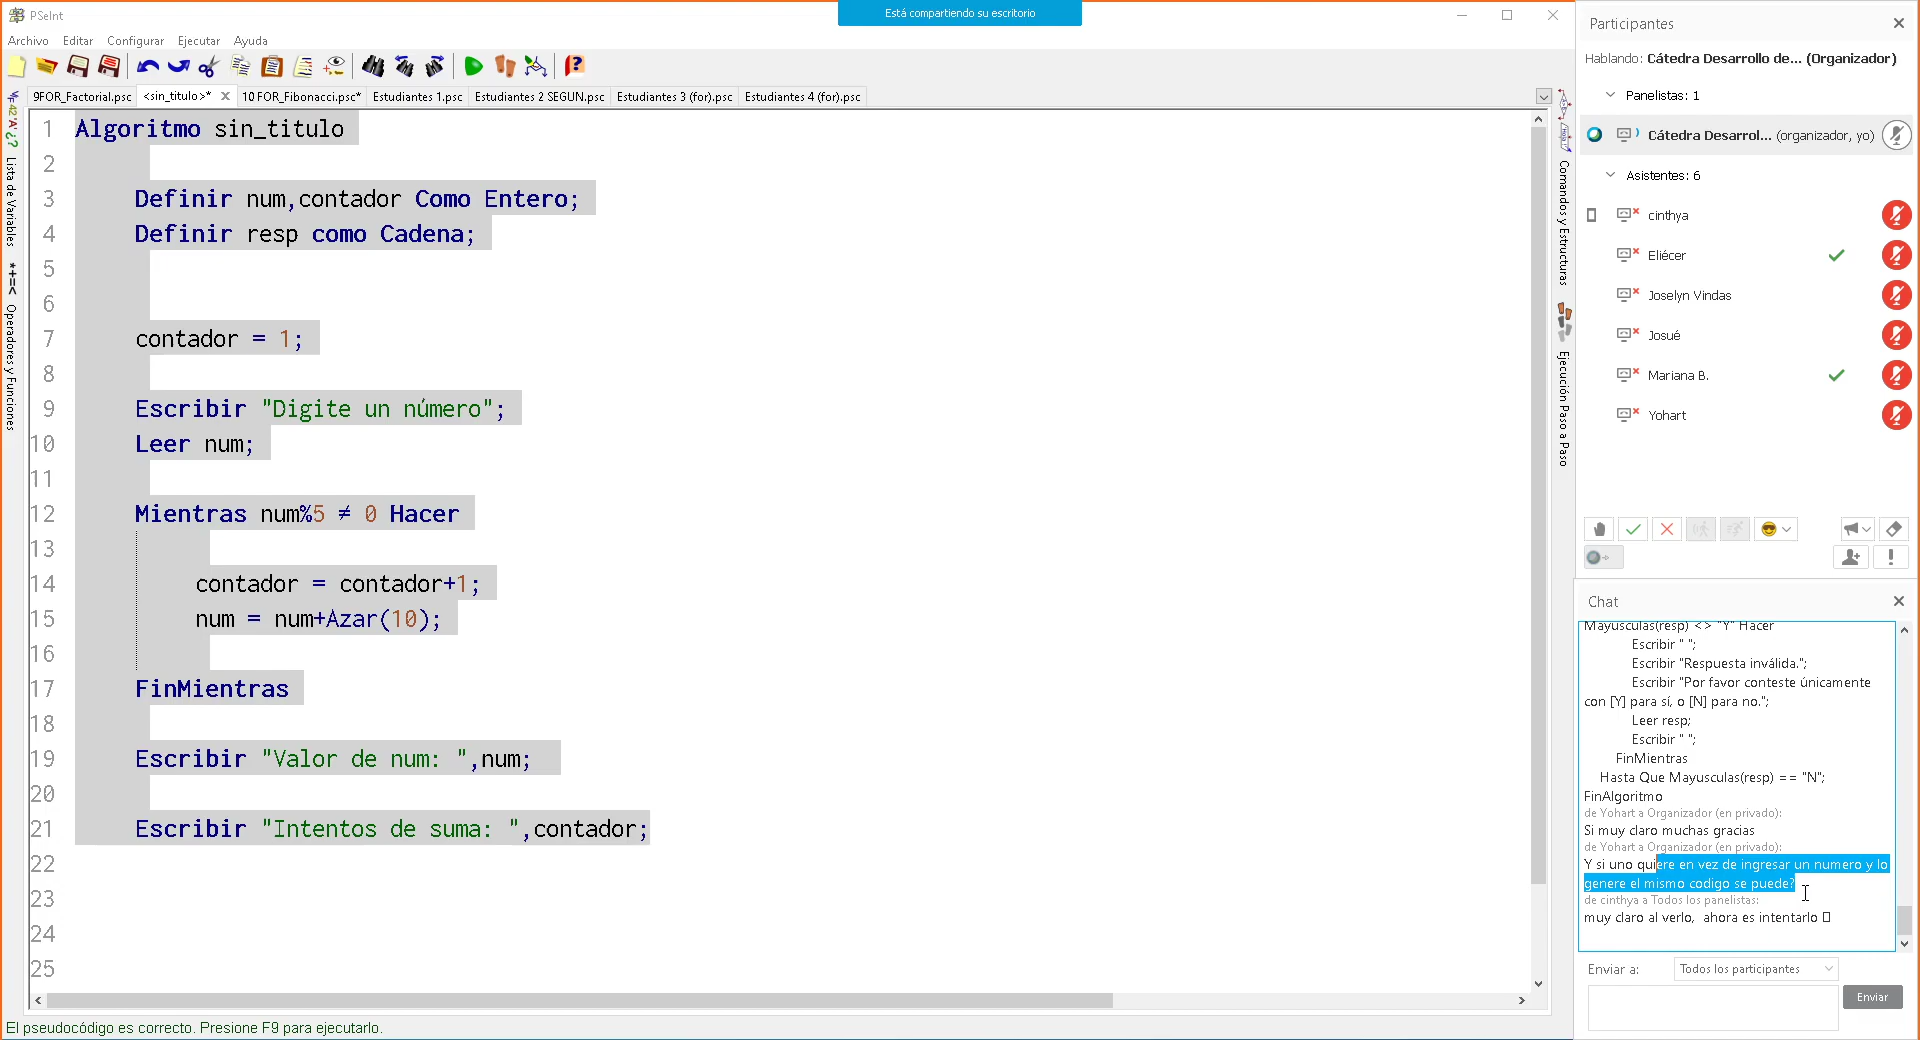 PSeInt
Está compartiendo su escritorio
Archivo Editar Configurar Ejecutar Ayuda
9FOR_Factorial.psc <sin_titulo>* 10 FOR_Fibonacci.psc* Estudiantes 1.psc Estudiantes 2 SEGUN.psc Estudiantes 3 (for).psc Estudiantes 4 (for).psc
Lista de Variables
*+=< Operadores y Funciones
1 Algoritmo sin_titulo
2
3 Definir num,contador Como Entero;
4 Definir resp como Cadena;
5
6
7 contador = 1;
8
9 Escribir "Digite un número";
10 Leer num;
11
12 Mientras num%5 ≠ 0 Hacer
13
14 contador = contador+1;
15 num = num+Azar(10);
16
17 FinMientras
18
19 Escribir "Valor de num: ",num;
20
21 Escribir "Intentos de suma: ",contador;
22
23
24
25
Comandos y Estructuras
Ejecución Paso a Paso
El pseudocódigo es correcto. Presione F9 para ejecutarlo.
Participantes
Hablando: Cátedra Desarrollo de... (Organizador)
Panelistas: 1
Cátedra Desarrol... (organizador, yo)
Asistentes: 6
cinthya
Eliécer
Joselyn Vindas
Josué
Mariana B.
Yohart
Chat
Mayusculas(resp) <> "Y" Hacer
Escribir " ";
Escribir "Respuesta inválida.";
Escribir "Por favor conteste únicamente
con [Y] para sí, o [N] para no.";
Leer resp;
Escribir " ";
FinMientras
Hasta Que Mayusculas(resp) == "N";
FinAlgoritmo
de Yohart a Organizador (en privado):
Si muy claro muchas gracias
de Yohart a Organizador (en privado):
Y si uno quiere en vez de ingresar un numero y lo
genere el mismo codigo se puede?
de cinthya a Todos los panelistas:
muy claro al verlo, ahora es intentarlo
Enviar a: Todos los participantes
Enviar